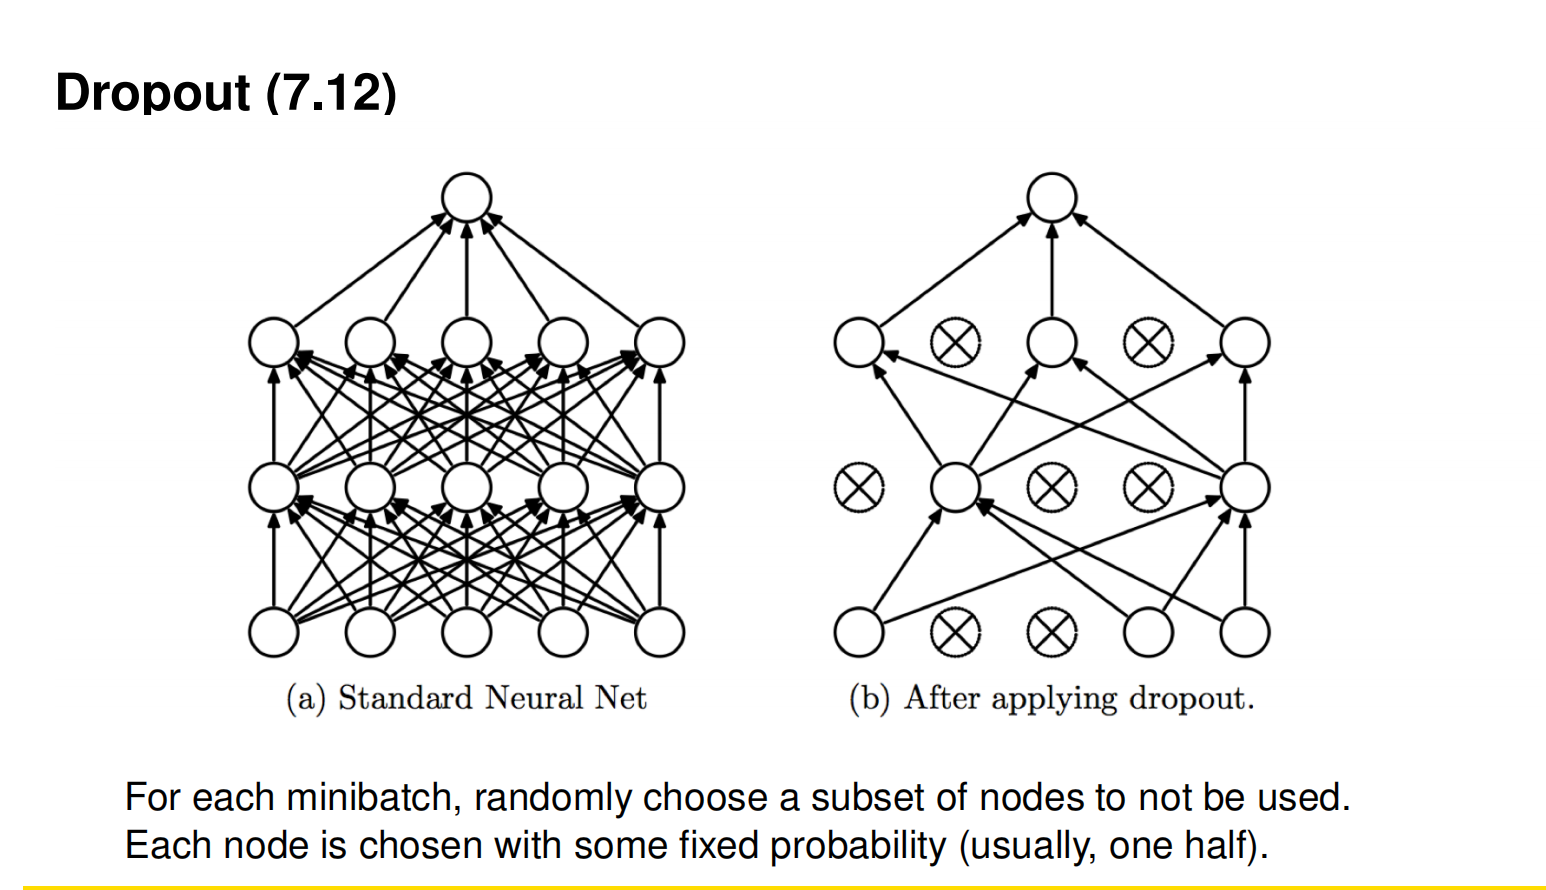 Dropout (7.12)
(a) Standard Neural Net
(b) After applying dropout.
For each minibatch, randomly choose a subset of nodes to not be used.
Each node is chosen with some fixed probability (usually, one half).